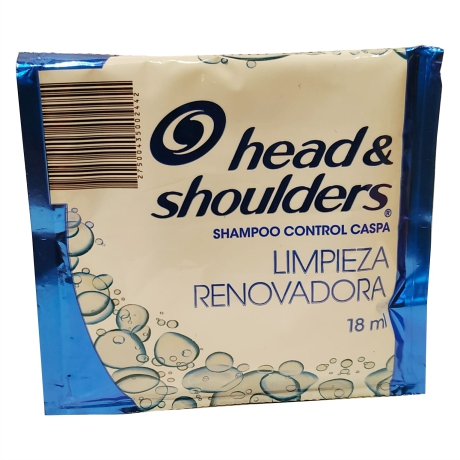 head &
shoulders®
SHAMPOO CONTROL CASPA
LIMPIEZA
RENOVADORA
18 ml